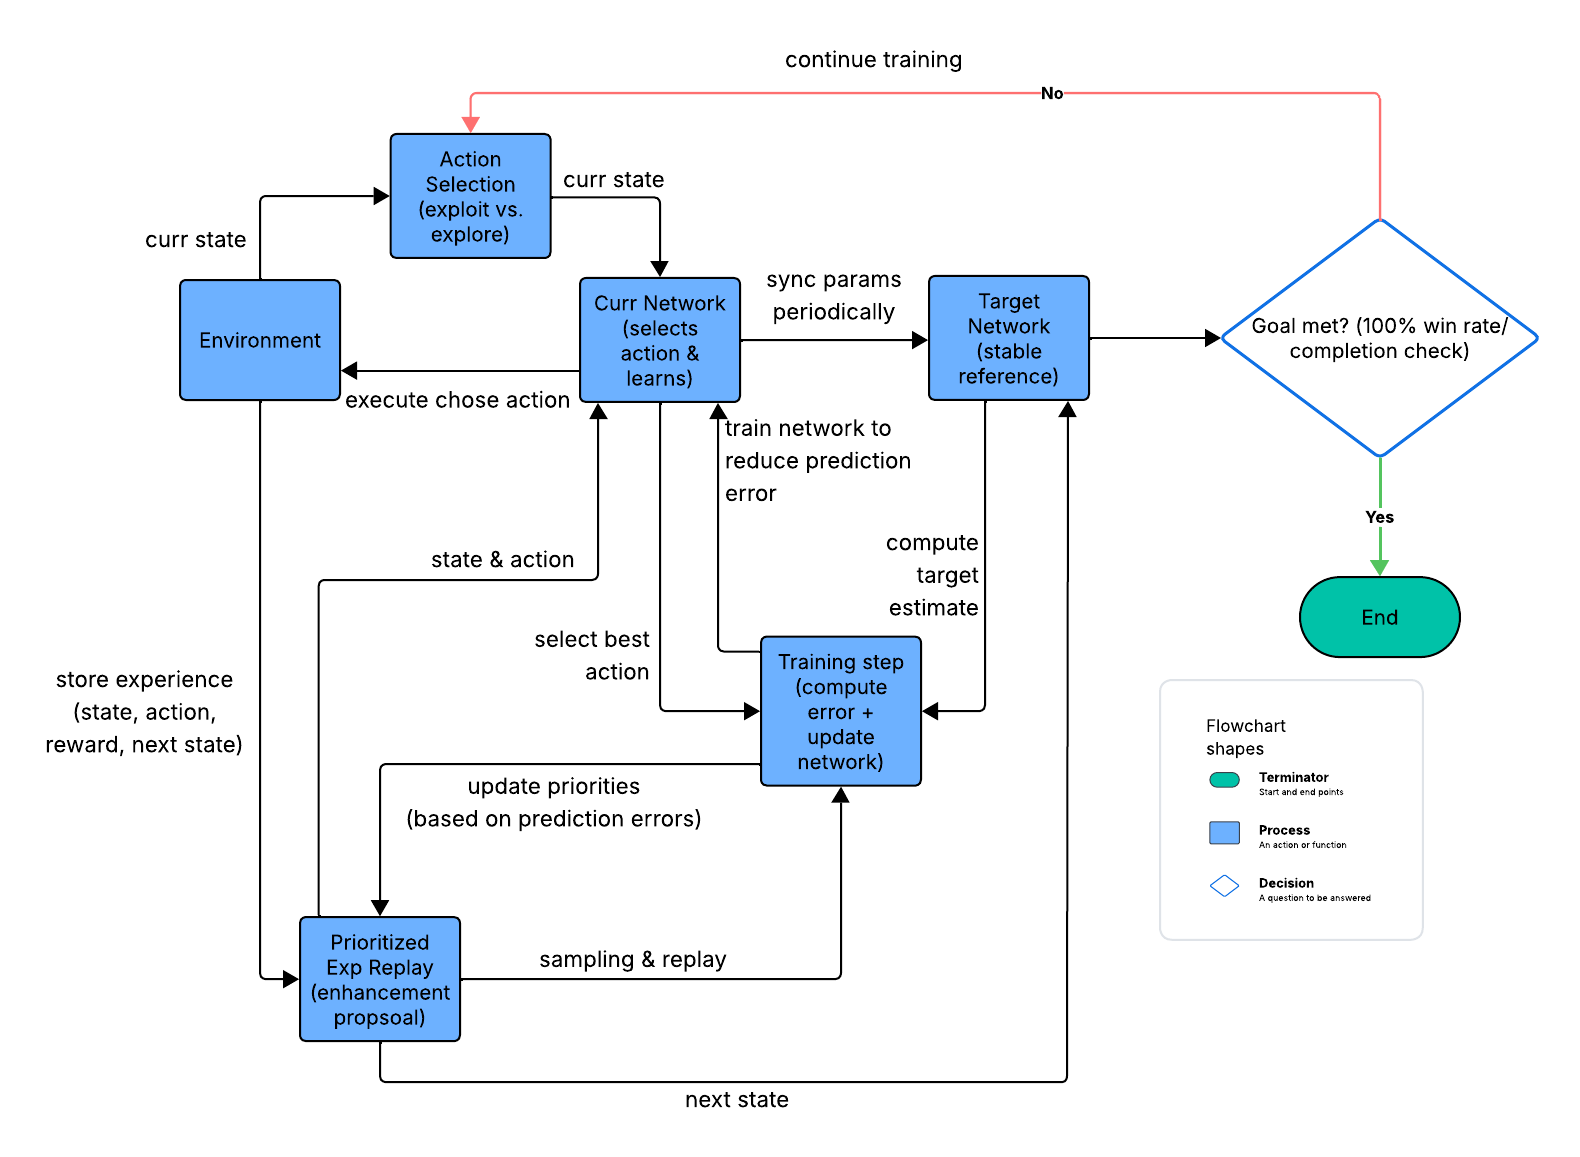 continue training
No
Action
Selection
(exploit vs.
explore)
curr state
curr state
Environment
Curr Network
(selects
action &
learns)
sync params
periodically
Target
Network
(stable
reference)
Goal met? (100% win rate/
completion check)
execute chose action
train network to
reduce prediction
error
Yes
compute
target
estimate
state & action
End
select best
action
Training step
(compute
error +
update
network)
store experience
(state, action,
reward, next state)
update priorities
(based on prediction errors)
Prioritized
Exp Replay
(enhancement
propsoal)
sampling & replay
next state
Flowchart
shapes
Terminator
Start and end points
Process
An action or function
Decision
A question to be answered